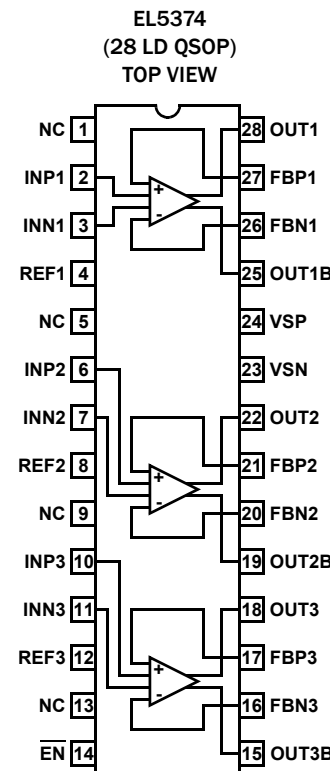 EL5374
(28 LD QSOP)
TOP VIEW
NC 1 28 OUT1
INP1 2 + 27 FBP1
INN1 3 - 26 FBN1
REF1 4 25 OUT1B
NC 5 24 VSP
INP2 6 23 VSN
INN2 7 22 OUT2
REF2 8 + 21 FBP2
NC 9 - 20 FBN2
INP3 10 19 OUT2B
INN3 11 18 OUT3
REF3 12 + 17 FBP3
NC 13 - 16 FBN3
E̅N̅ 14 15 OUT3B